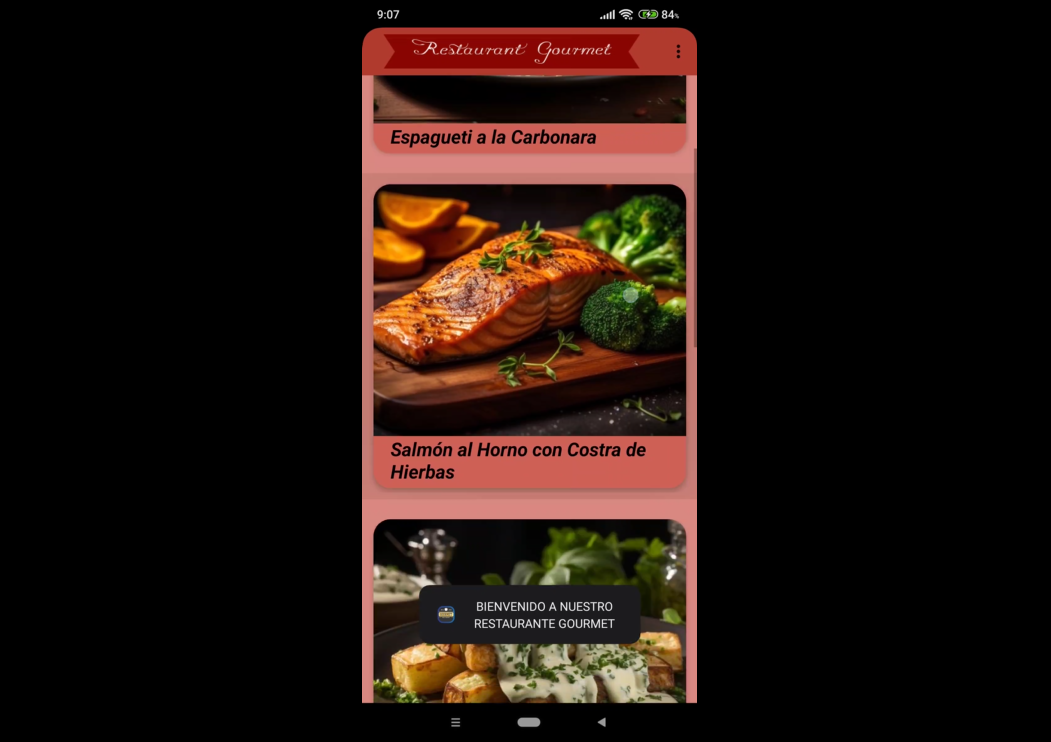 9:07
84%
Restaurant Gourmet
Espagueti a la Carbonara
Salmón al Horno con Costra de
Hierbas
BIENVENIDO A NUESTRO
RESTAURANTE GOURMET